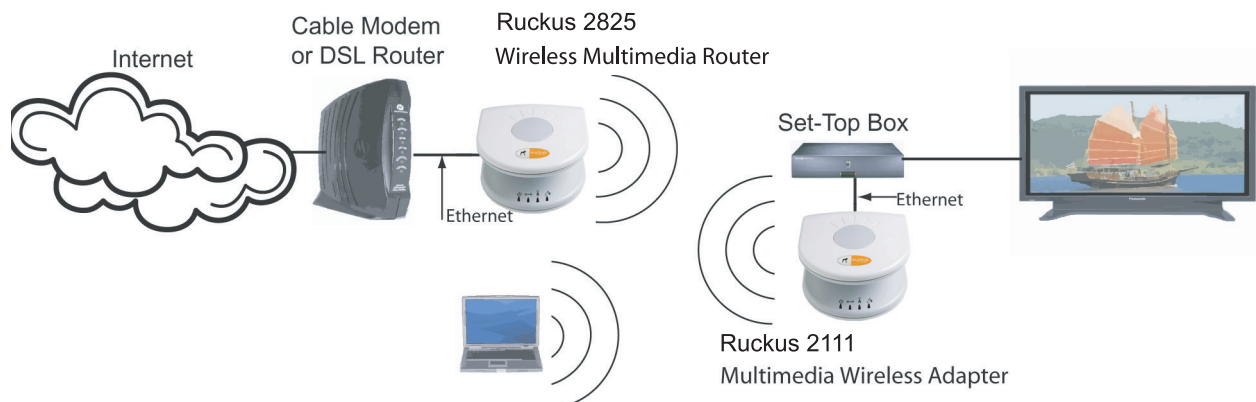 Internet
Cable Modem
or DSL Router
Ruckus 2825
Wireless Multimedia Router
Ethernet
Set-Top Box
Ethernet
Panasonic
Ruckus 2111
Multimedia Wireless Adapter